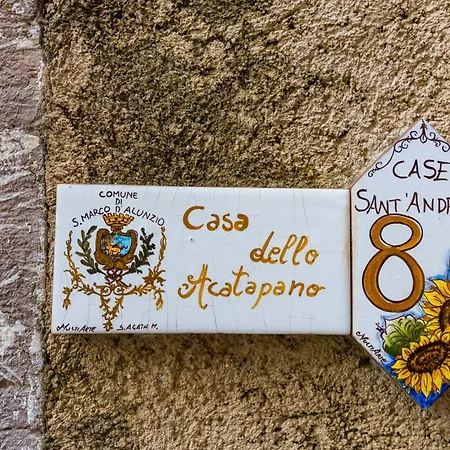 COMUNE
DI
S. MARCO D'ALUNZIO
Casa
dello
Acatapano
S. AGATA M.
CASE
SANT'ANDR
8